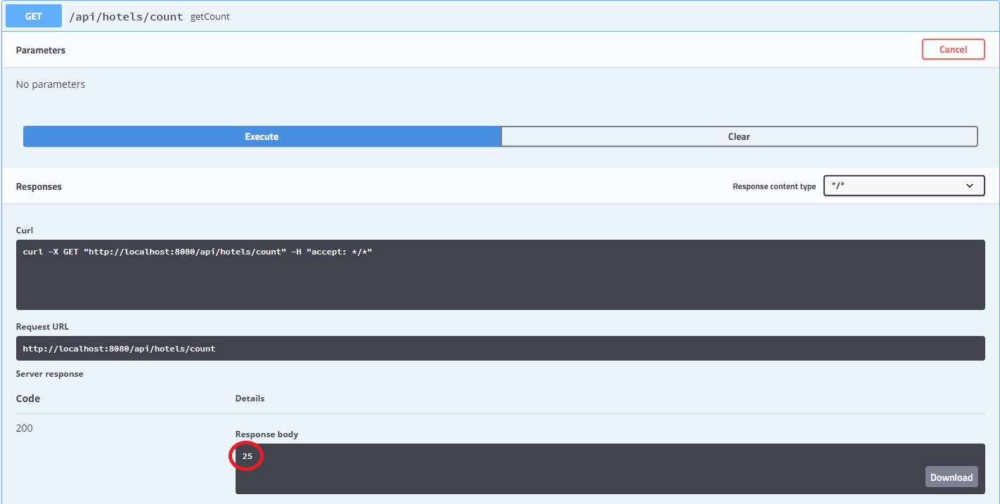 GET /api/hotels/count getCount
Parameters Cancel
No parameters
Execute Clear
Responses Response content type */*
Curl
curl -X GET "http://localhost:8080/api/hotels/count" -H "accept: */*"
Request URL
http://localhost:8080/api/hotels/count
Server response
Code Details
200
Response body
25
Download